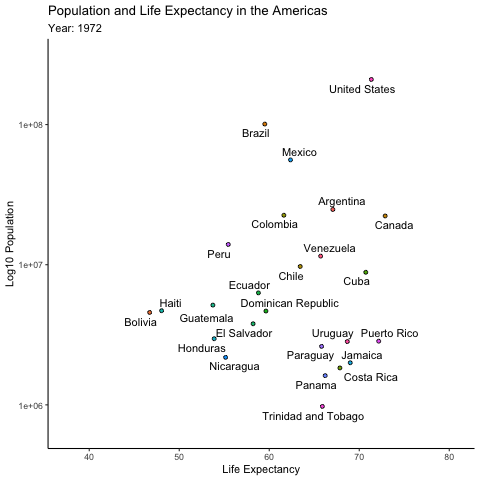 Population and Life Expectancy in the Americas
Year: 1972
United States
Brazil
Mexico
1e+08
Argentina
Colombia
Canada
Venezuela
Peru
Chile
Cuba
1e+07
Log10 Population
Ecuador
Haiti
Dominican Republic
Bolivia
Guatemala
El Salvador
Uruguay
Puerto Rico
Honduras
Paraguay
Jamaica
Nicaragua
Costa Rica
Panama
1e+06
Trinidad and Tobago
40 50 60 70 80
Life Expectancy